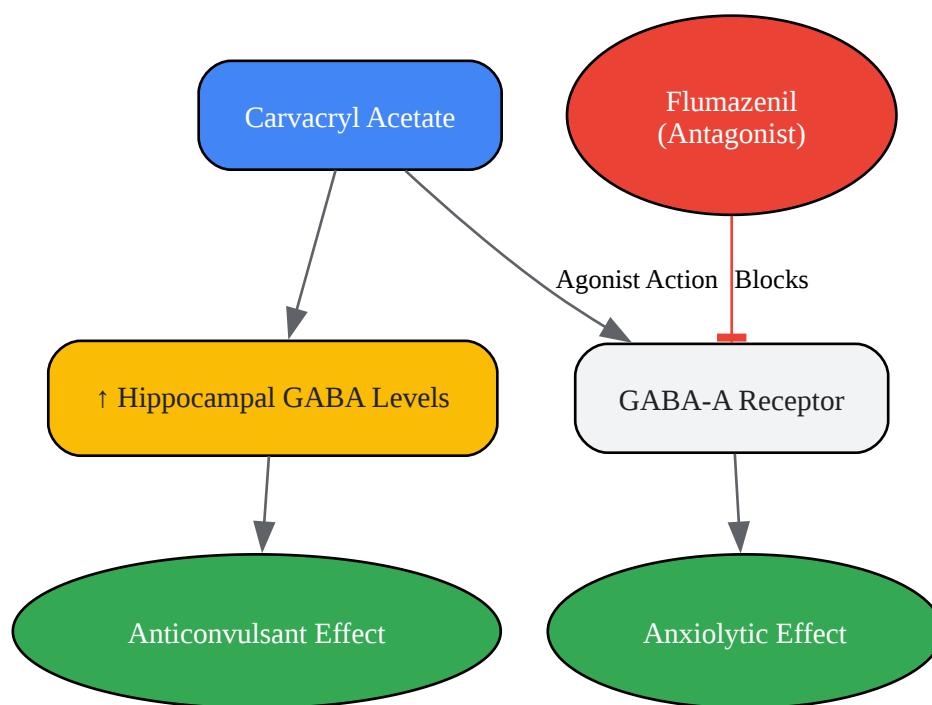 Carvacryl Acetate
Flumazenil
(Antagonist)
Agonist Action
Blocks
↑ Hippocampal GABA Levels
GABA-A Receptor
Anticonvulsant Effect
Anxiolytic Effect